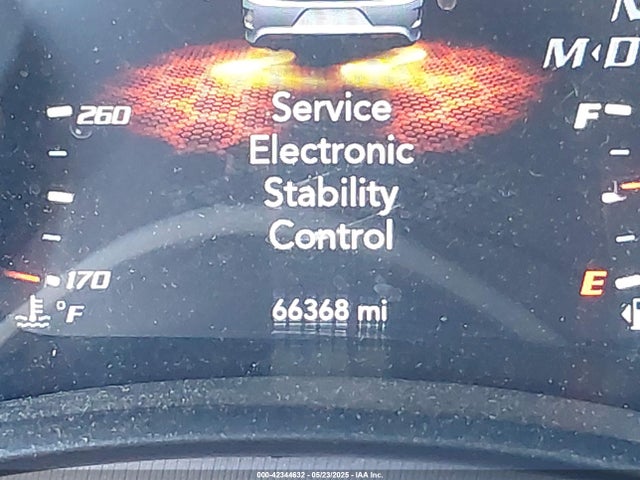 M◂D
260
F
Service
Electronic
Stability
Control
170
E
°F
66368 mi
000-42344632 - 05/23/2025 - IAA Inc.